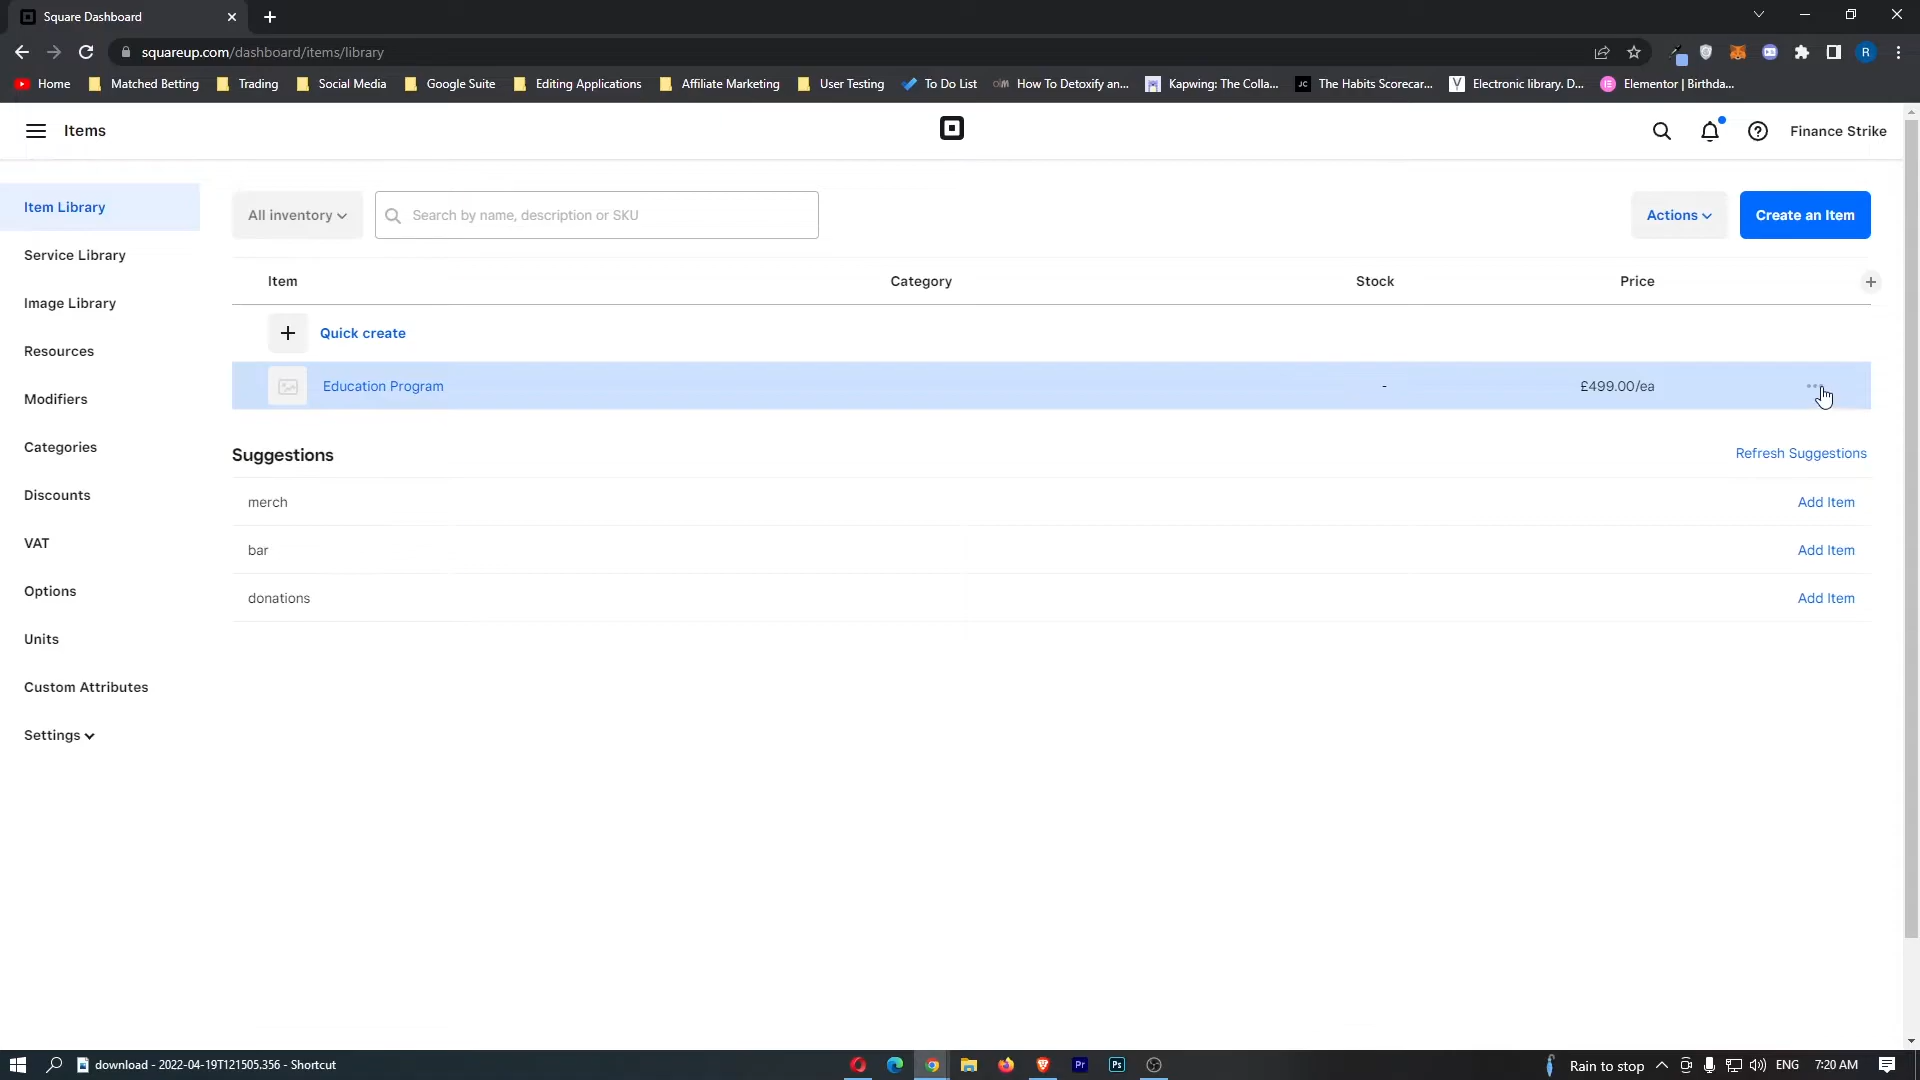 Square Dashboard
squareup.com/dashboard/items/library
R
Home
Matched Betting
Trading
Social Media
Google Suite
Editing Applications
Affiliate Marketing
User Testing
To Do List
How To Detoxify an...
Kapwing: The Colla...
JC
The Habits Scorecar...
Electronic library. D...
Elementor | Birthda...
Items
Finance Strike
Item Library
Service Library
Image Library
Resources
Modifiers
Categories
Discounts
VAT
Options
Units
Custom Attributes
Settings
All inventory
Search by name, description or SKU
Actions
Create an Item
Item Category Stock Price
Quick create
Education Program - £499.00/ea
Suggestions
Refresh Suggestions
merch Add Item
bar Add Item
donations Add Item
download - 2022-04-19T121505.356 - Shortcut
Pr
Ps
Rain to stop
ENG
7:20 AM